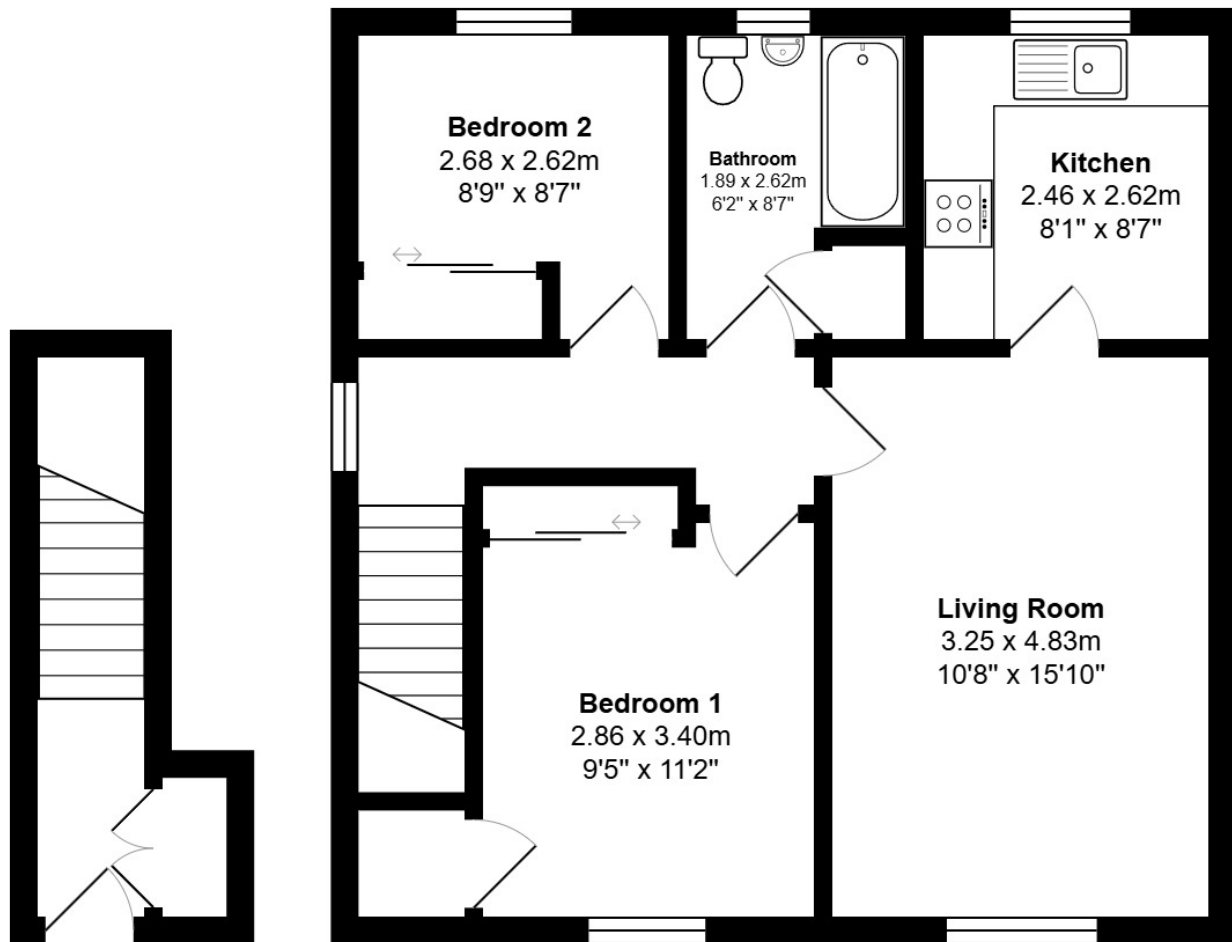 Bedroom 2
2.68 x 2.62m
8'9" x 8'7"
Bathroom
1.89 x 2.62m
6'2" x 8'7"
Kitchen
2.46 x 2.62m
8'1" x 8'7"
Living Room
3.25 x 4.83m
10'8" x 15'10"
Bedroom 1
2.86 x 3.40m
9'5" x 11'2"